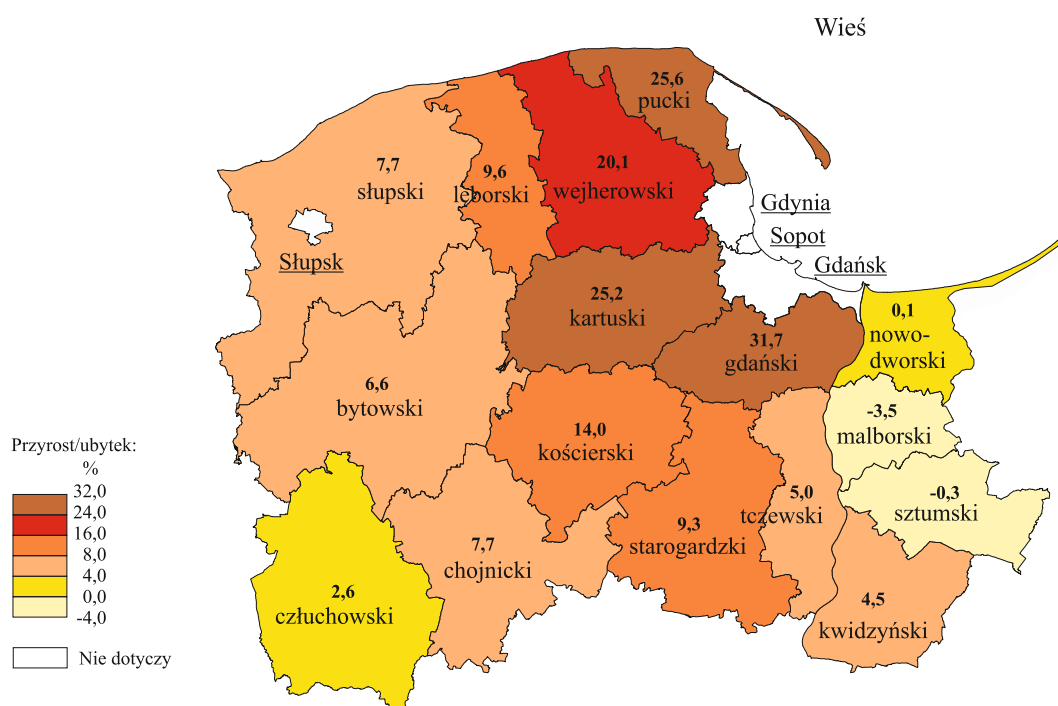 Wieś
25,6
pucki
7,7
słupski
9,6
lęborski
20,1
wejherowski
Gdynia
Sopot
Gdańsk
Słupsk
25,2
kartuski
31,7
gdański
0,1
nowo-
dworski
6,6
bytowski
14,0
kościerski
-3,5
malborski
5,0
tczewski
-0,3
sztumski
9,3
starogardzki
7,7
chojnicki
2,6
człuchowski
4,5
kwidzyński
Przyrost/ubytek:
%
32,0
24,0
16,0
8,0
4,0
0,0
-4,0
Nie dotyczy